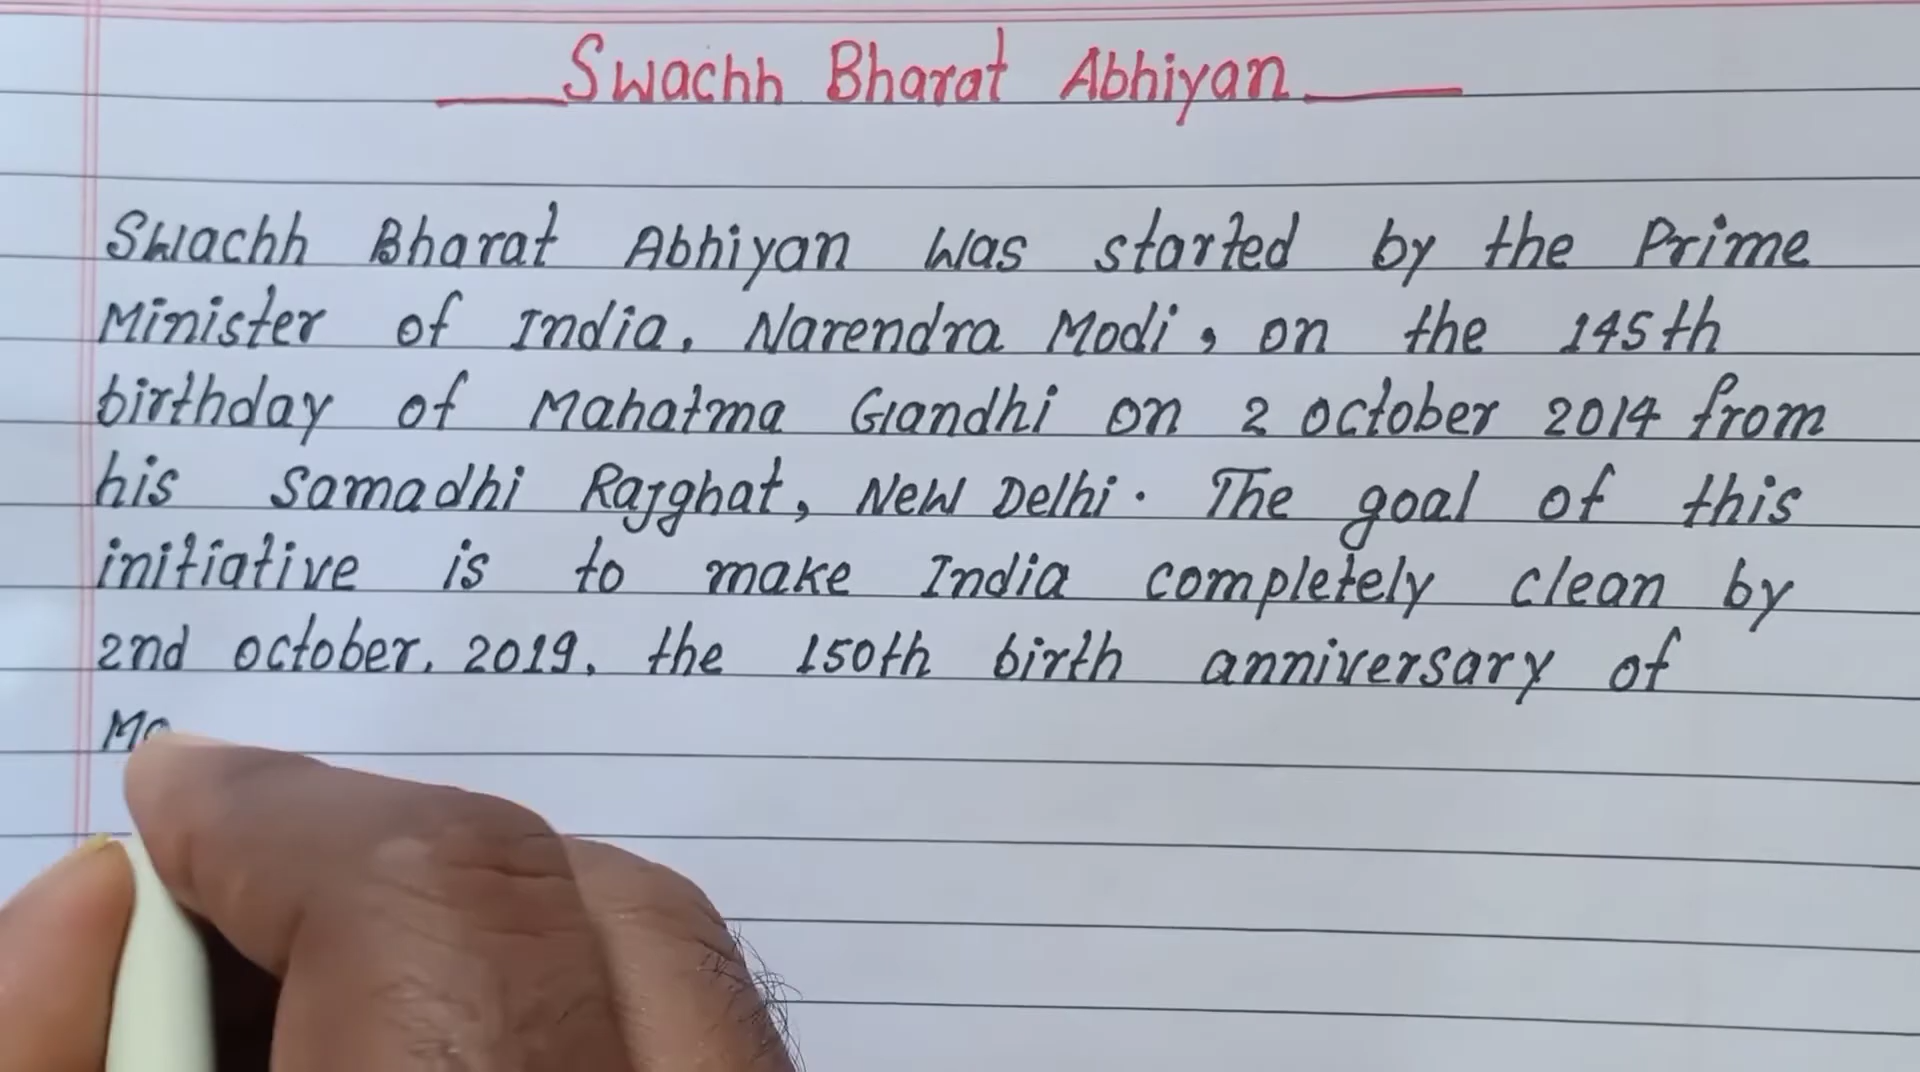 Swachh Bharat Abhiyan
Swachh Bharat Abhiyan was started by the Prime
Minister of India, Narendra Modi, on the 145th
birthday of Mahatma Gandhi on 2 october 2014 from
his Samadhi Rajghat, New Delhi. The goal of this
initiative is to make India completely clean by
2nd october, 2019, the 150th birth anniversary of